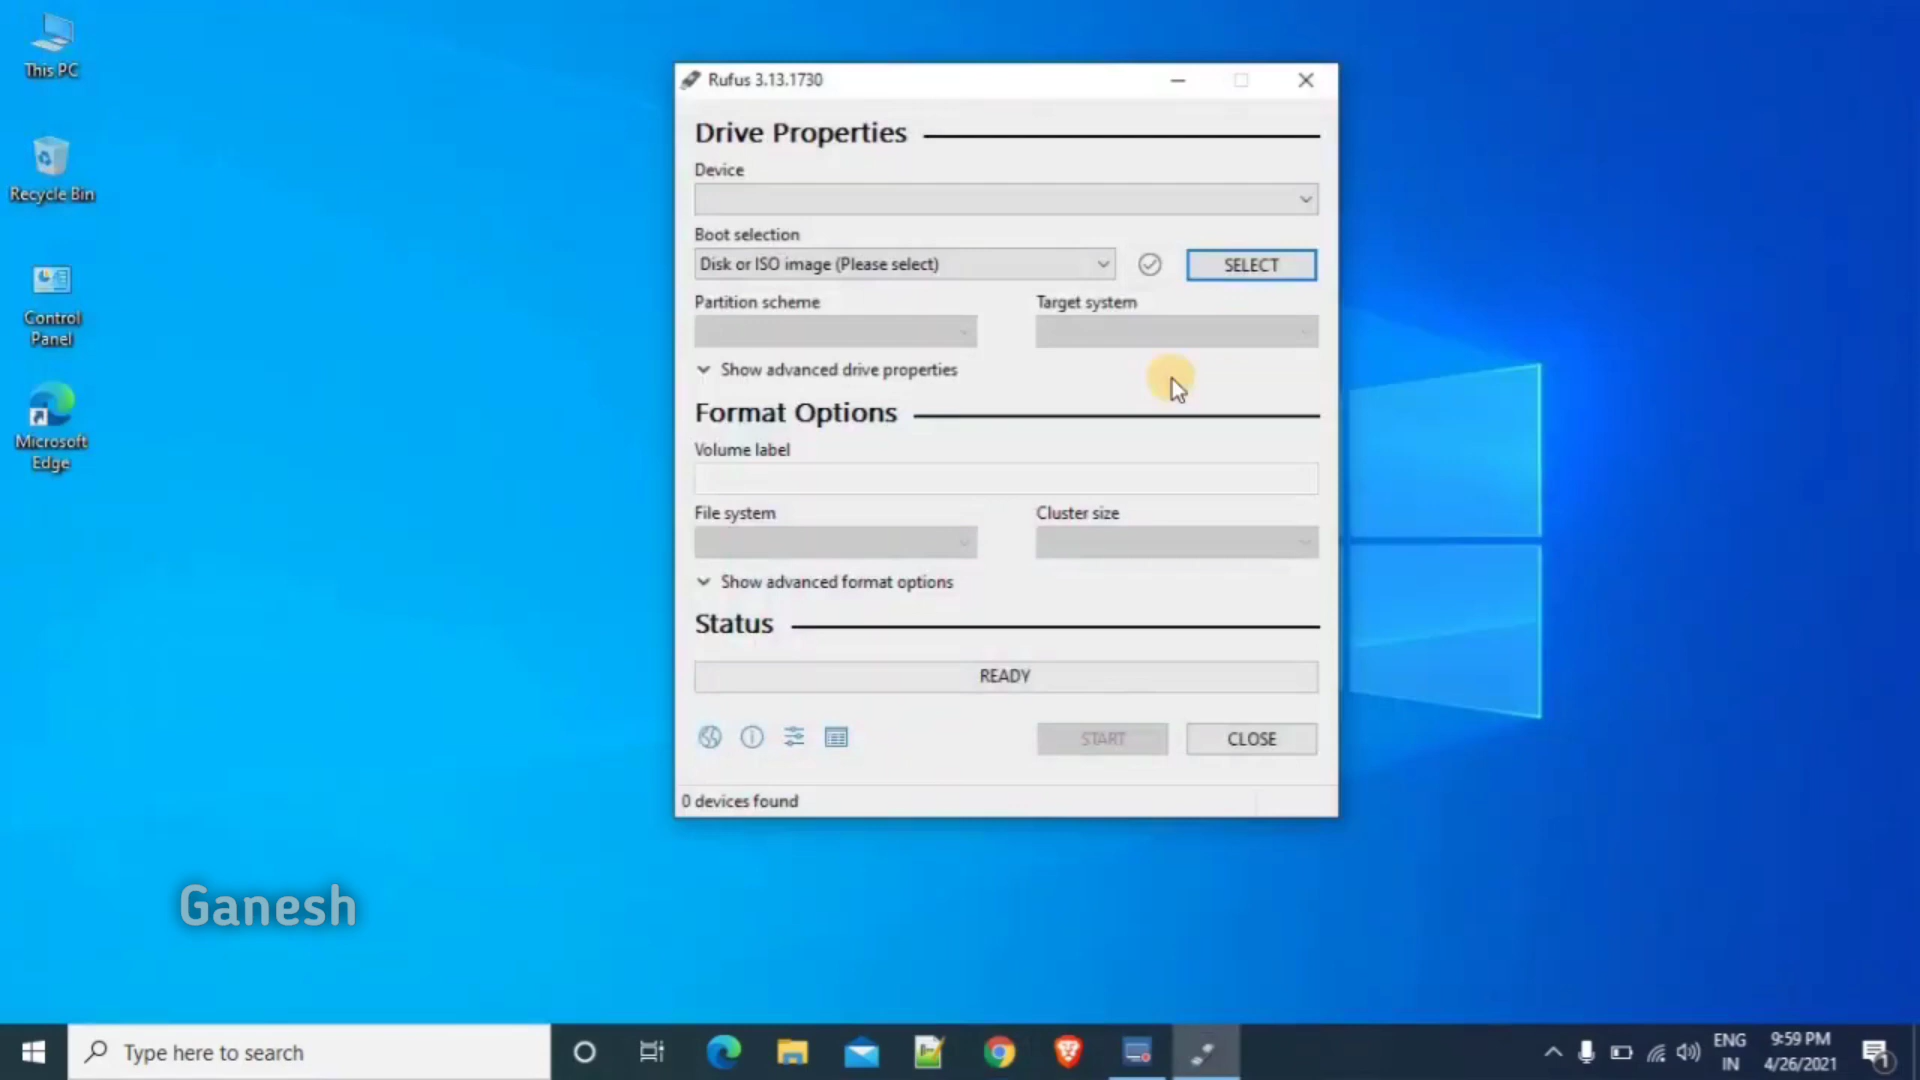 This PC
Recycle Bin
Control
Panel
Microsoft
Edge
Rufus 3.13.1730
Drive Properties
Device
Boot selection
Disk or ISO image (Please select)
SELECT
Partition scheme
Target system
Show advanced drive properties
Format Options
Volume label
File system
Cluster size
Show advanced format options
Status
READY
START
CLOSE
0 devices found
Ganesh
Type here to search
ENG
IN
9:59 PM
4/26/2021
1